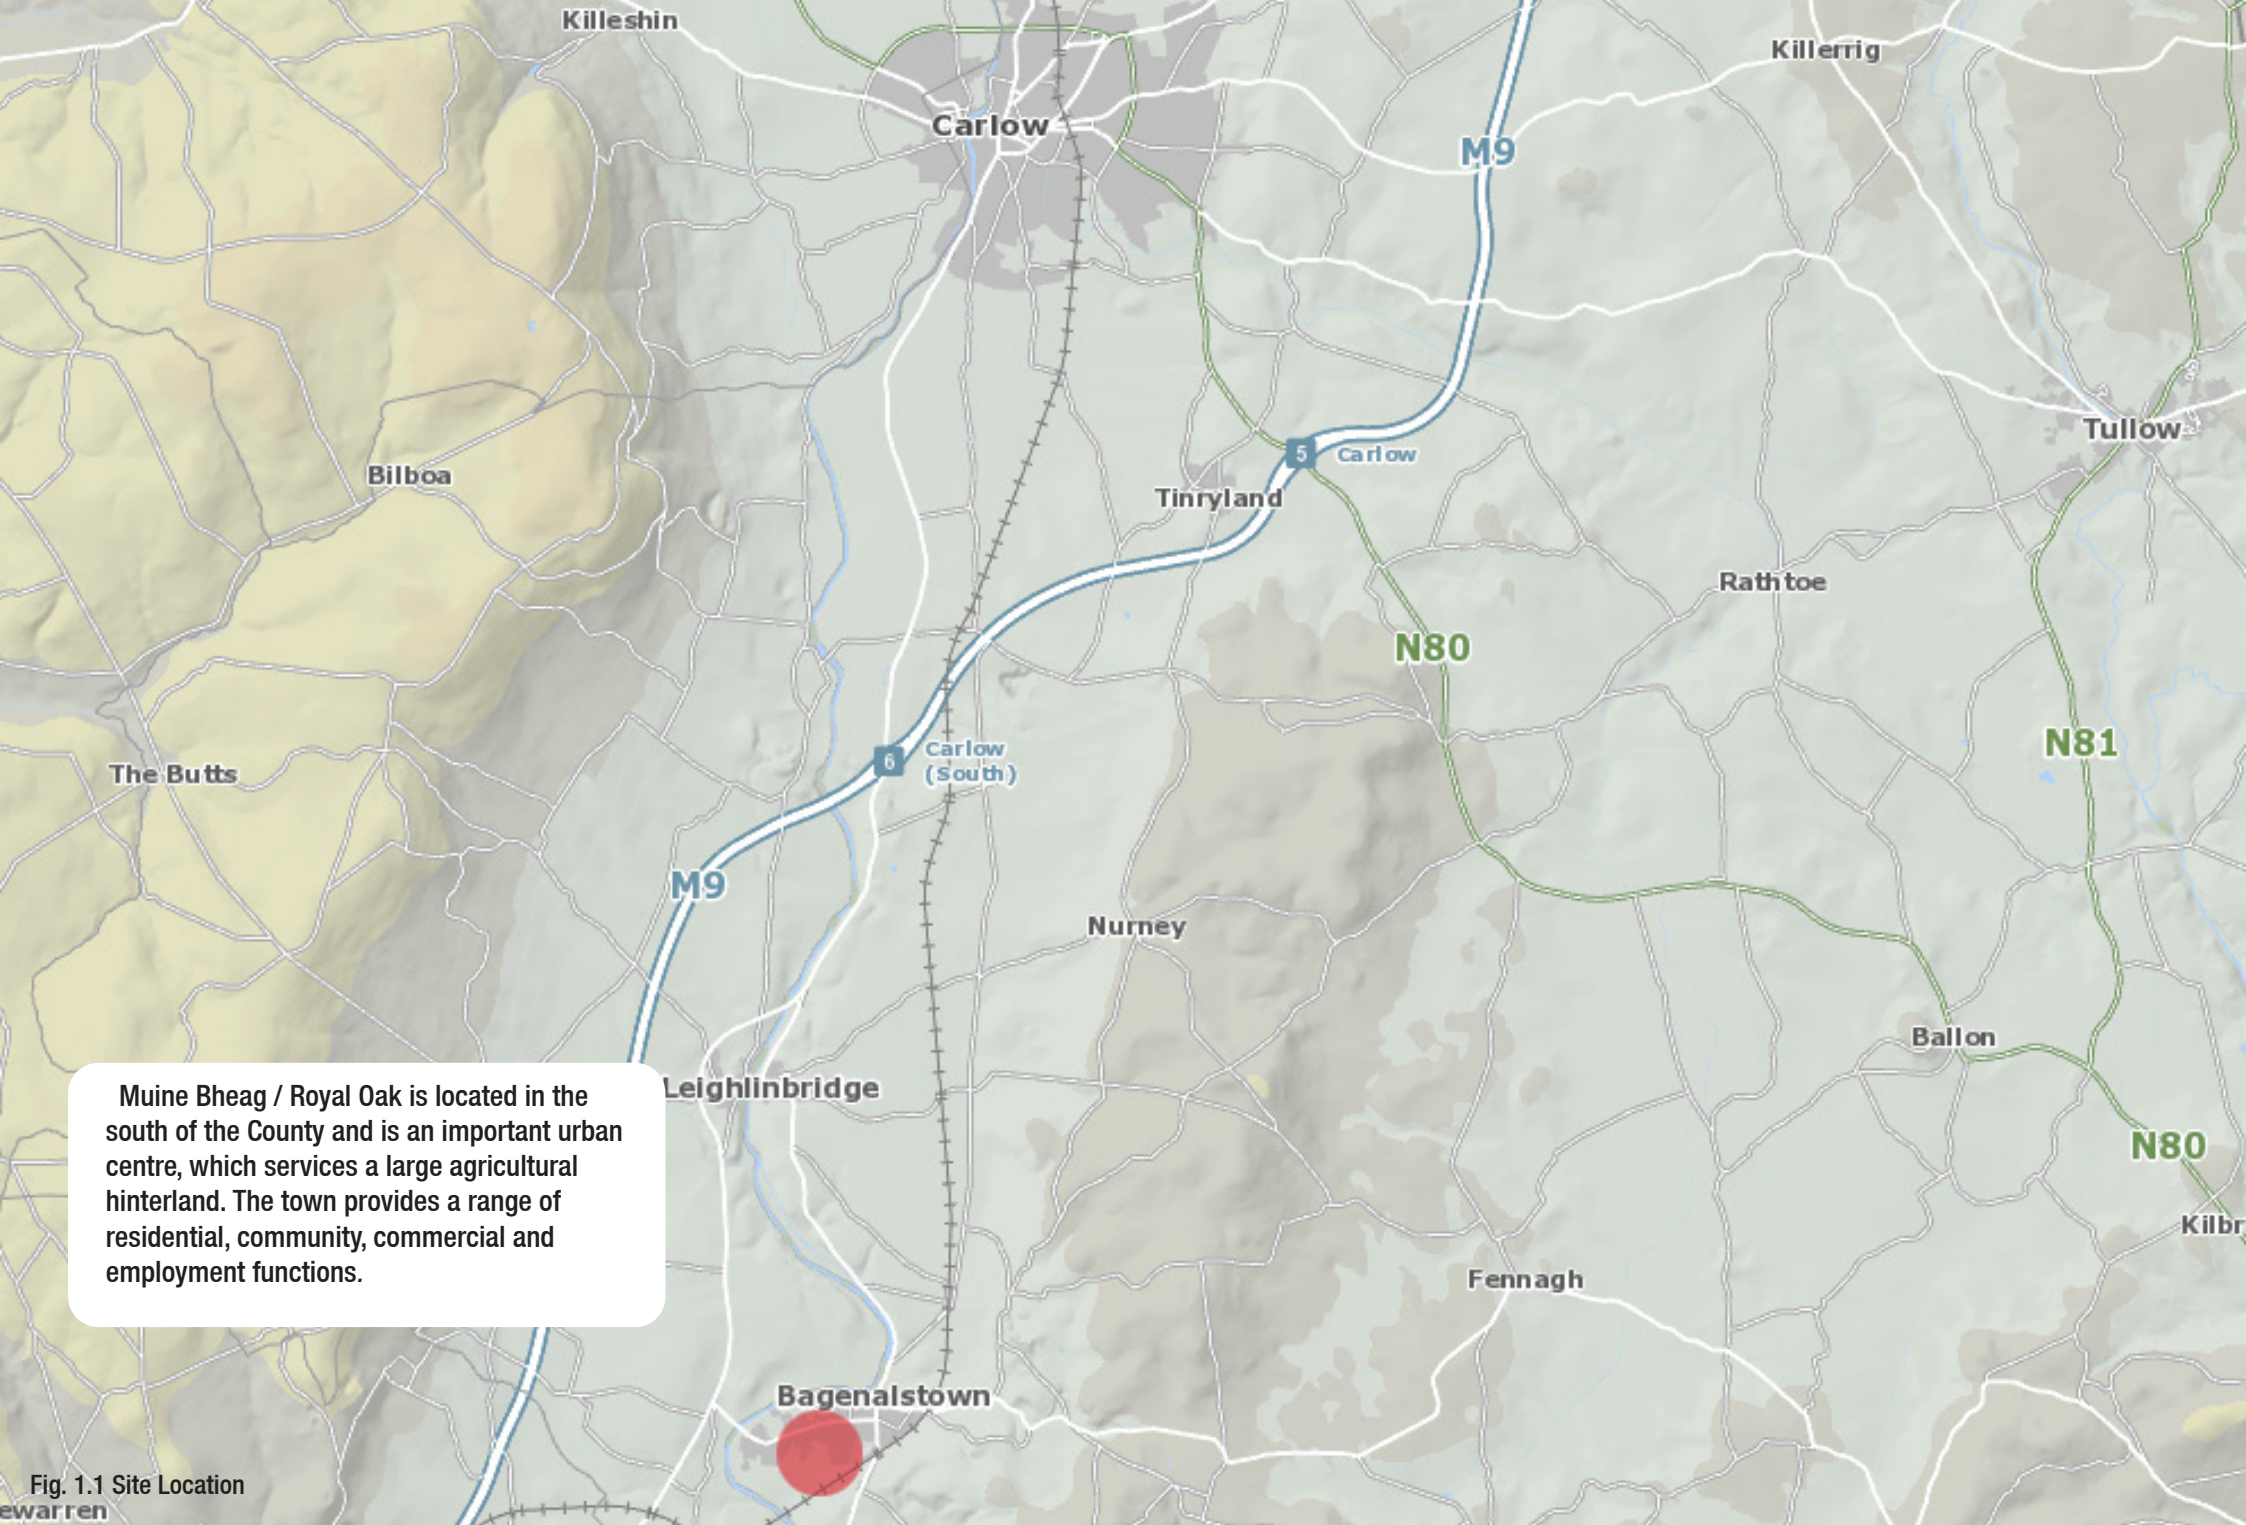 Killeshin
Killerrig
Carlow
M9
Tullow
5 Carlow
Bilboa
Tinryland
Rathtoe
N80
N81
6 Carlow
(South)
The Butts
M9
Nurney
Ballon
Leighlinbridge
Muine Bheag / Royal Oak is located in the
south of the County and is an important urban
centre, which services a large agricultural
hinterland. The town provides a range of
residential, community, commercial and
employment functions.
N80
Kilbr
Fennagh
Bagenalstown
Fig. 1.1 Site Location
ewarren